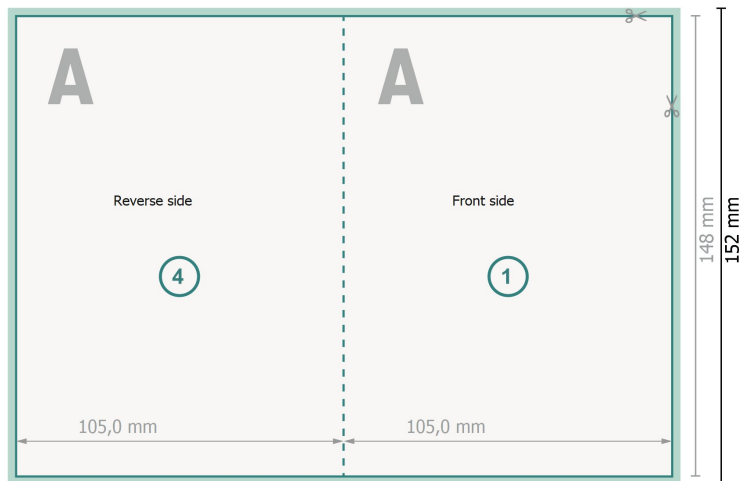 A
A
Reverse side
Front side
4
1
105,0 mm
105,0 mm
148 mm
152 mm